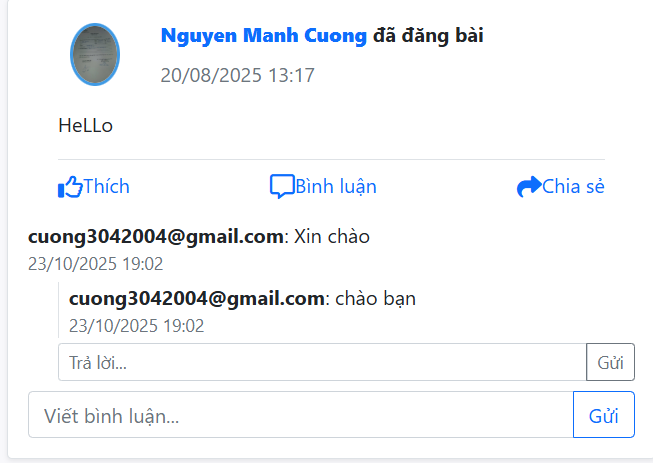 Nguyen Manh Cuong đã đăng bài
20/08/2025 13:17
HeLLo
Thích Bình luận Chia sẻ
cuong3042004@gmail.com: Xin chào
23/10/2025 19:02
cuong3042004@gmail.com: chào bạn
23/10/2025 19:02
Trả lời... Gửi
Viết bình luận... Gửi